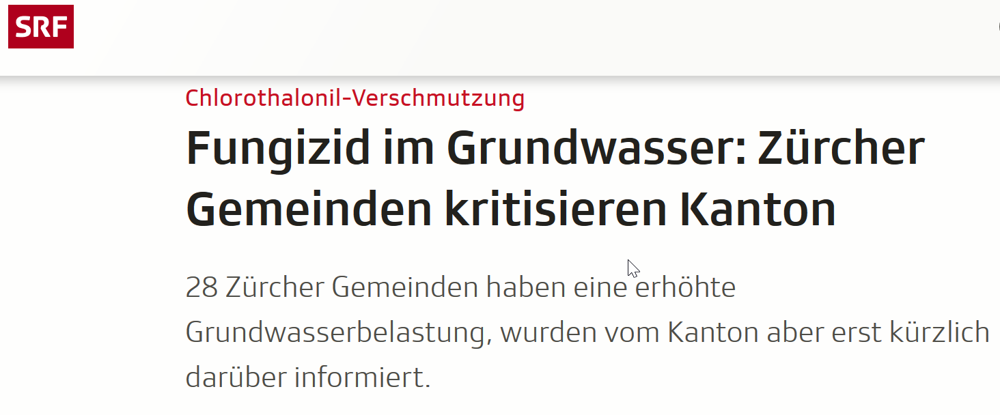 SRF
Chlorothalonil-Verschmutzung
Fungizid im Grundwasser: Zürcher
Gemeinden kritisieren Kanton
28 Zürcher Gemeinden haben eine erhöhte
Grundwasserbelastung, wurden vom Kanton aber erst kürzlich
darüber informiert.